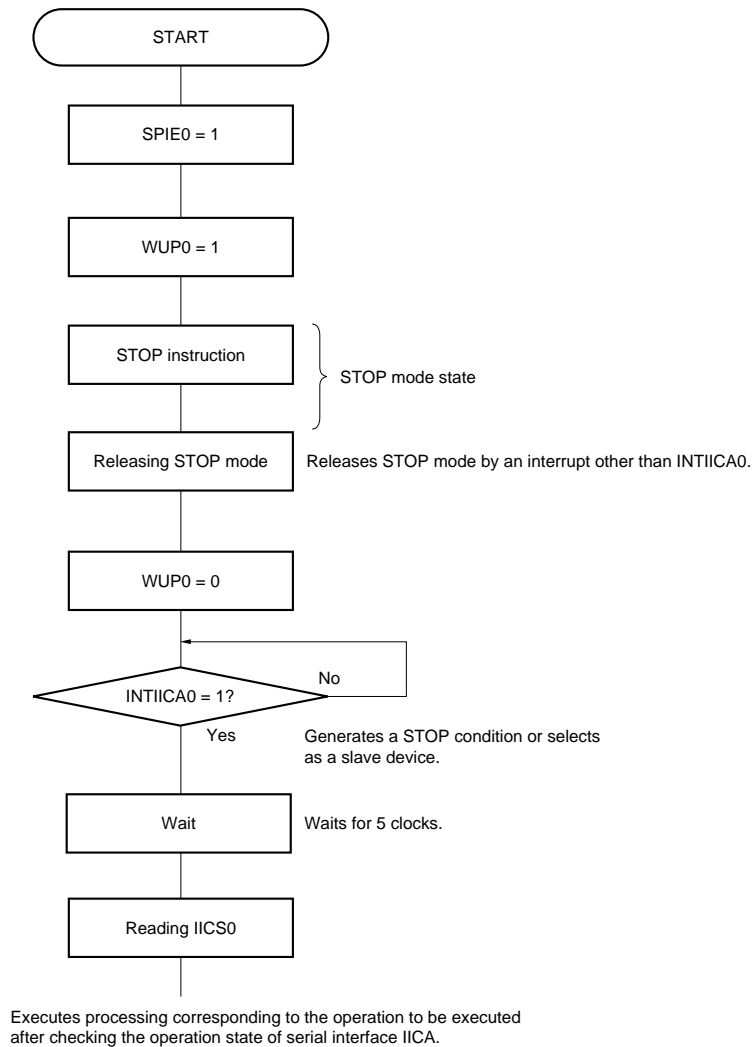 START
SPIE0 = 1
WUP0 = 1
STOP instruction
STOP mode state
Releasing STOP mode
Releases STOP mode by an interrupt other than INTIICA0.
WUP0 = 0
No
INTIICA0 = 1?
Yes
Generates a STOP condition or selects
as a slave device.
Wait
Waits for 5 clocks.
Reading IICS0
Executes processing corresponding to the operation to be executed
after checking the operation state of serial interface IICA.